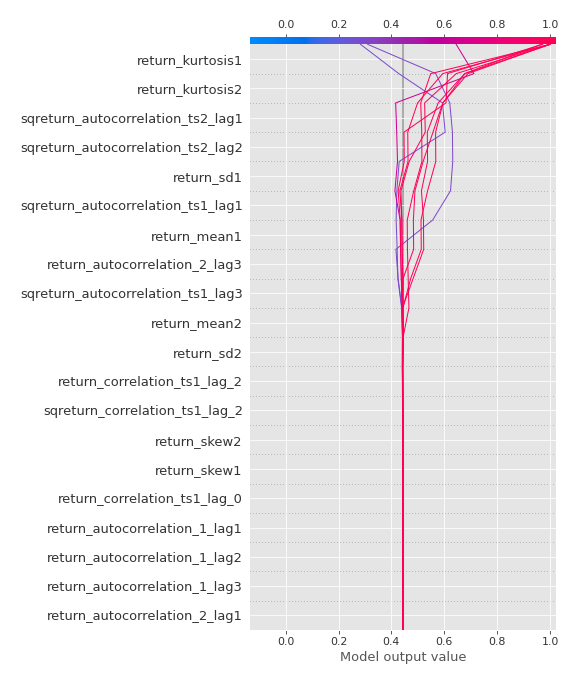 0.0 0.2 0.4 0.6 0.8 1.0
return_kurtosis1
return_kurtosis2
sqreturn_autocorrelation_ts2_lag1
sqreturn_autocorrelation_ts2_lag2
return_sd1
sqreturn_autocorrelation_ts1_lag1
return_mean1
return_autocorrelation_2_lag3
sqreturn_autocorrelation_ts1_lag3
return_mean2
return_sd2
return_correlation_ts1_lag_2
sqreturn_correlation_ts1_lag_2
return_skew2
return_skew1
return_correlation_ts1_lag_0
return_autocorrelation_1_lag1
return_autocorrelation_1_lag2
return_autocorrelation_1_lag3
return_autocorrelation_2_lag1
0.0 0.2 0.4 0.6 0.8 1.0
Model output value